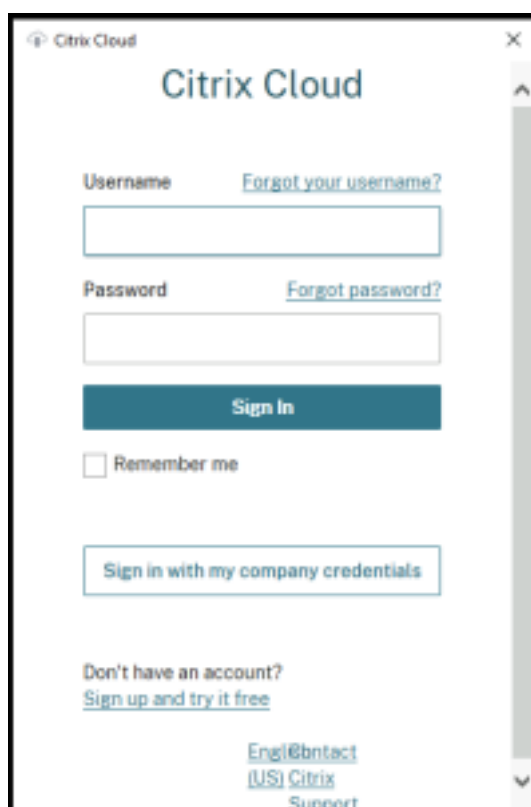 Citrix Cloud
Citrix Cloud
Username Forgot your username?
Password Forgot password?
Sign In
Remember me
Sign in with my company credentials
Don't have an account?
Sign up and try it free
(US) Citrix
Support